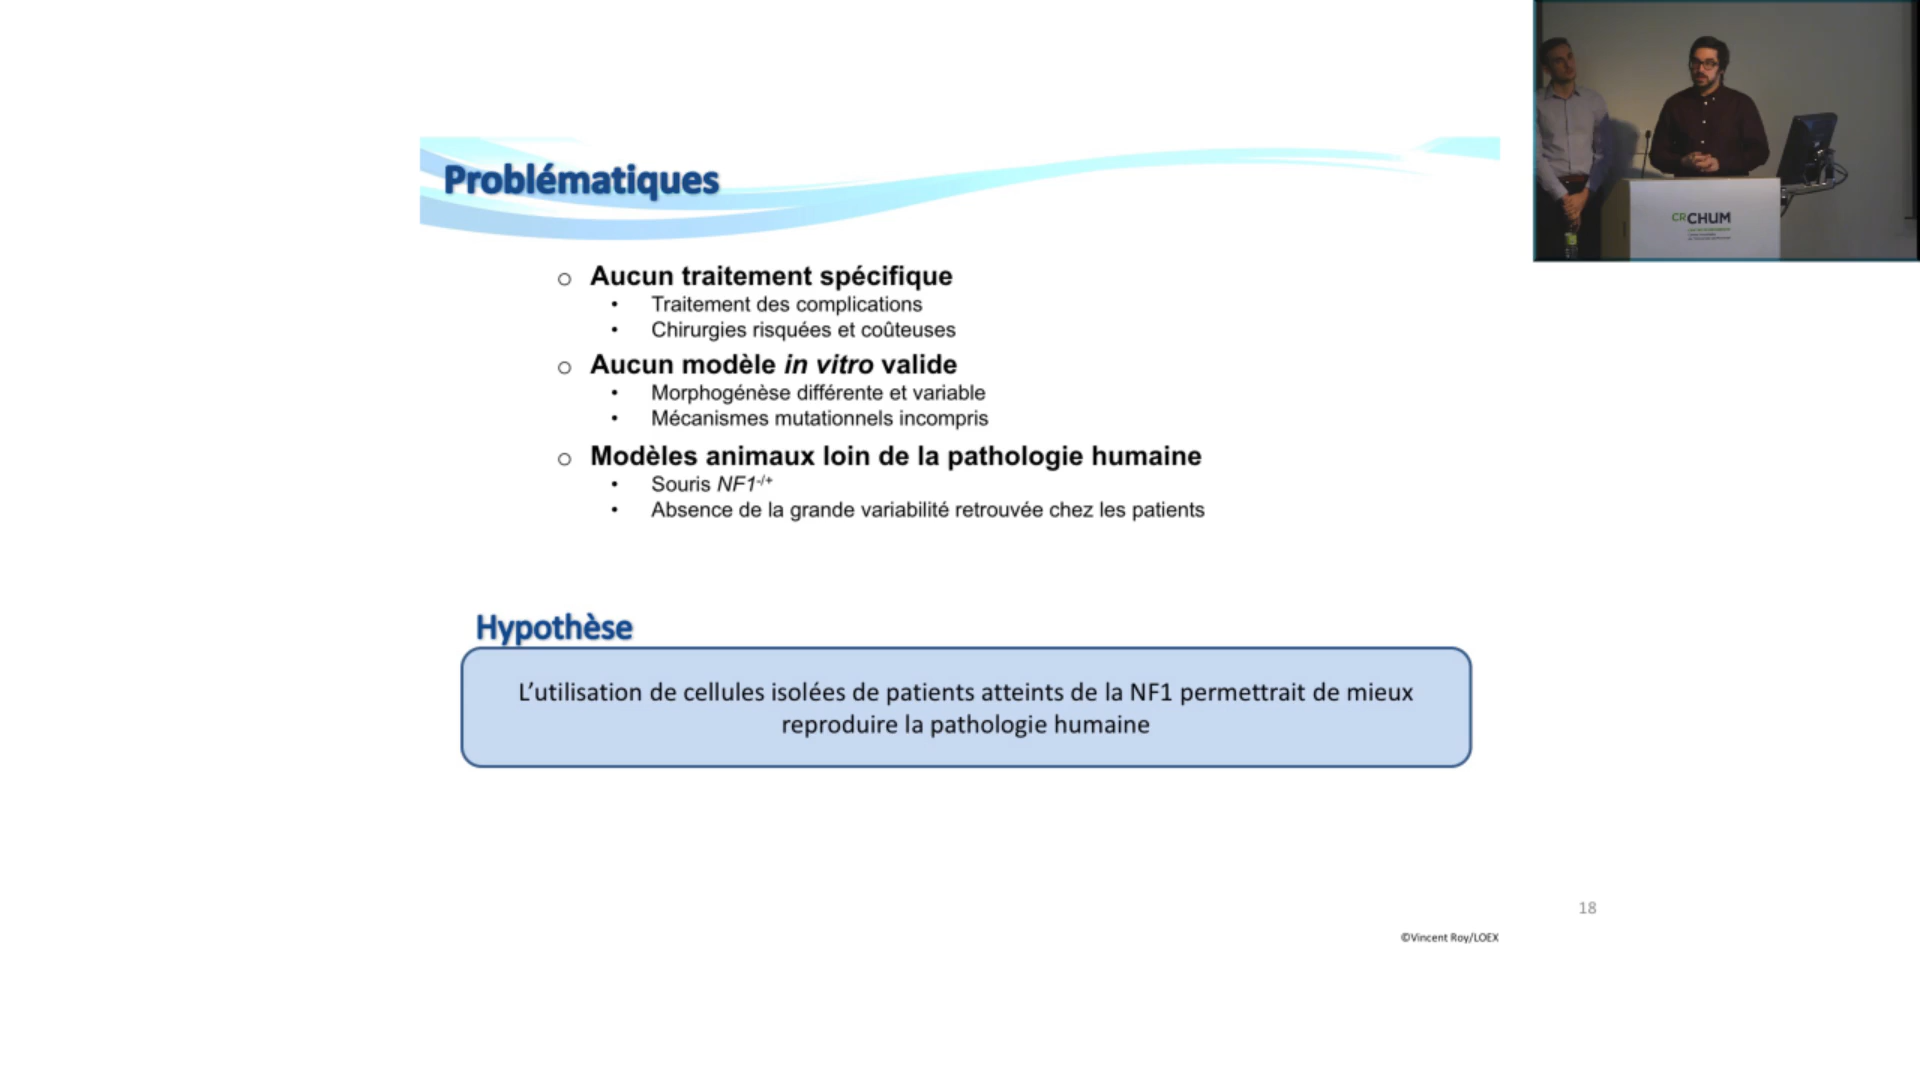 Problématiques
CRCHUM
o Aucun traitement spécifique
• Traitement des complications
• Chirurgies risquées et coûteuses
o Aucun modèle in vitro valide
• Morphogénèse différente et variable
• Mécanismes mutationnels incompris
o Modèles animaux loin de la pathologie humaine
• Souris NF1-/+
• Absence de la grande variabilité retrouvée chez les patients
Hypothèse
L’utilisation de cellules isolées de patients atteints de la NF1 permettrait de mieux
reproduire la pathologie humaine
18
©Vincent Roy/LOEX